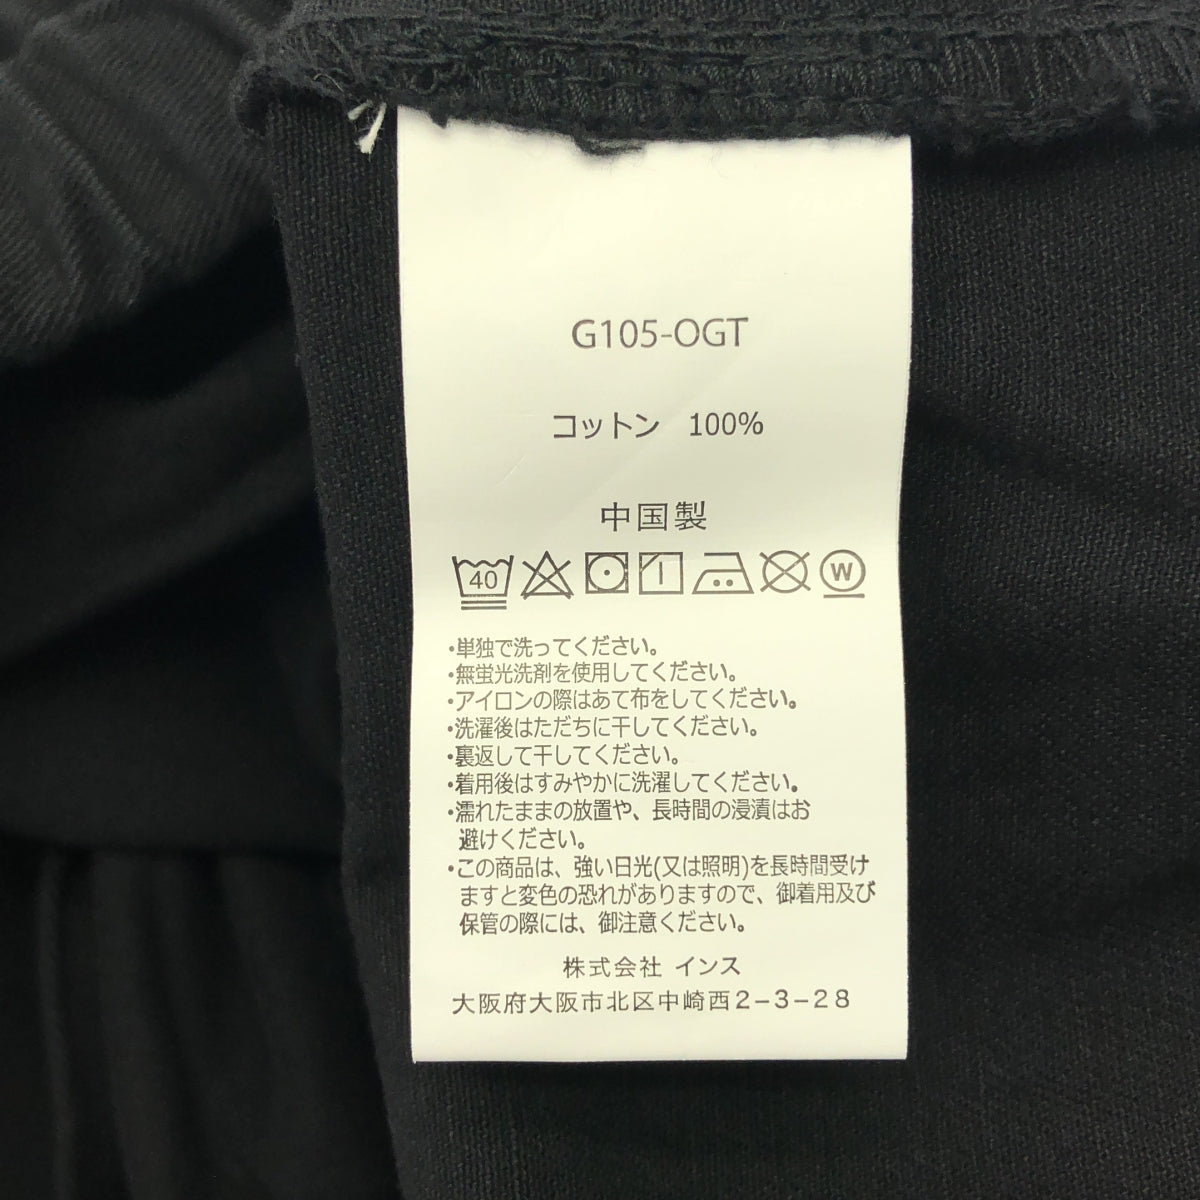 G105-OGT
コットン 100%
中国製
40 W
・単独で洗ってください。
・無蛍光洗剤を使用してください。
・アイロンの際はあて布をしてください。
・洗濯後はただちに干してください。
・裏返して干してください。
・着用後はすみやかに洗濯してください。
・濡れたままの放置や、長時間の浸漬はお
避けください。
・この商品は、強い日光(又は照明)を長時間受け
ますと変色の恐れがありますので、御着用及び
保管の際には、御注意ください。
株式会社 インス
大阪府大阪市北区中崎西2-3-28